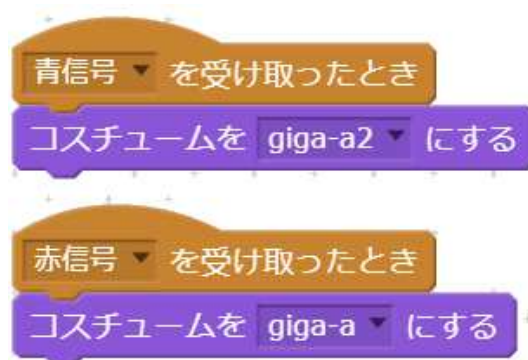 青信号 を受け取ったとき
コスチュームを giga-a2 にする
赤信号 を受け取ったとき
コスチュームを giga-a にする